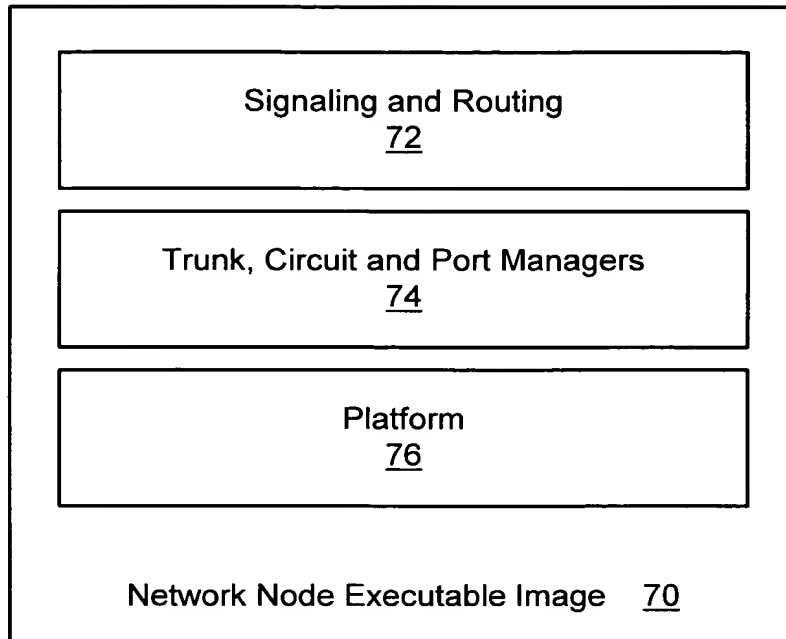 Signaling and Routing
72
Trunk, Circuit and Port Managers
74
Platform
76
Network Node Executable Image 70